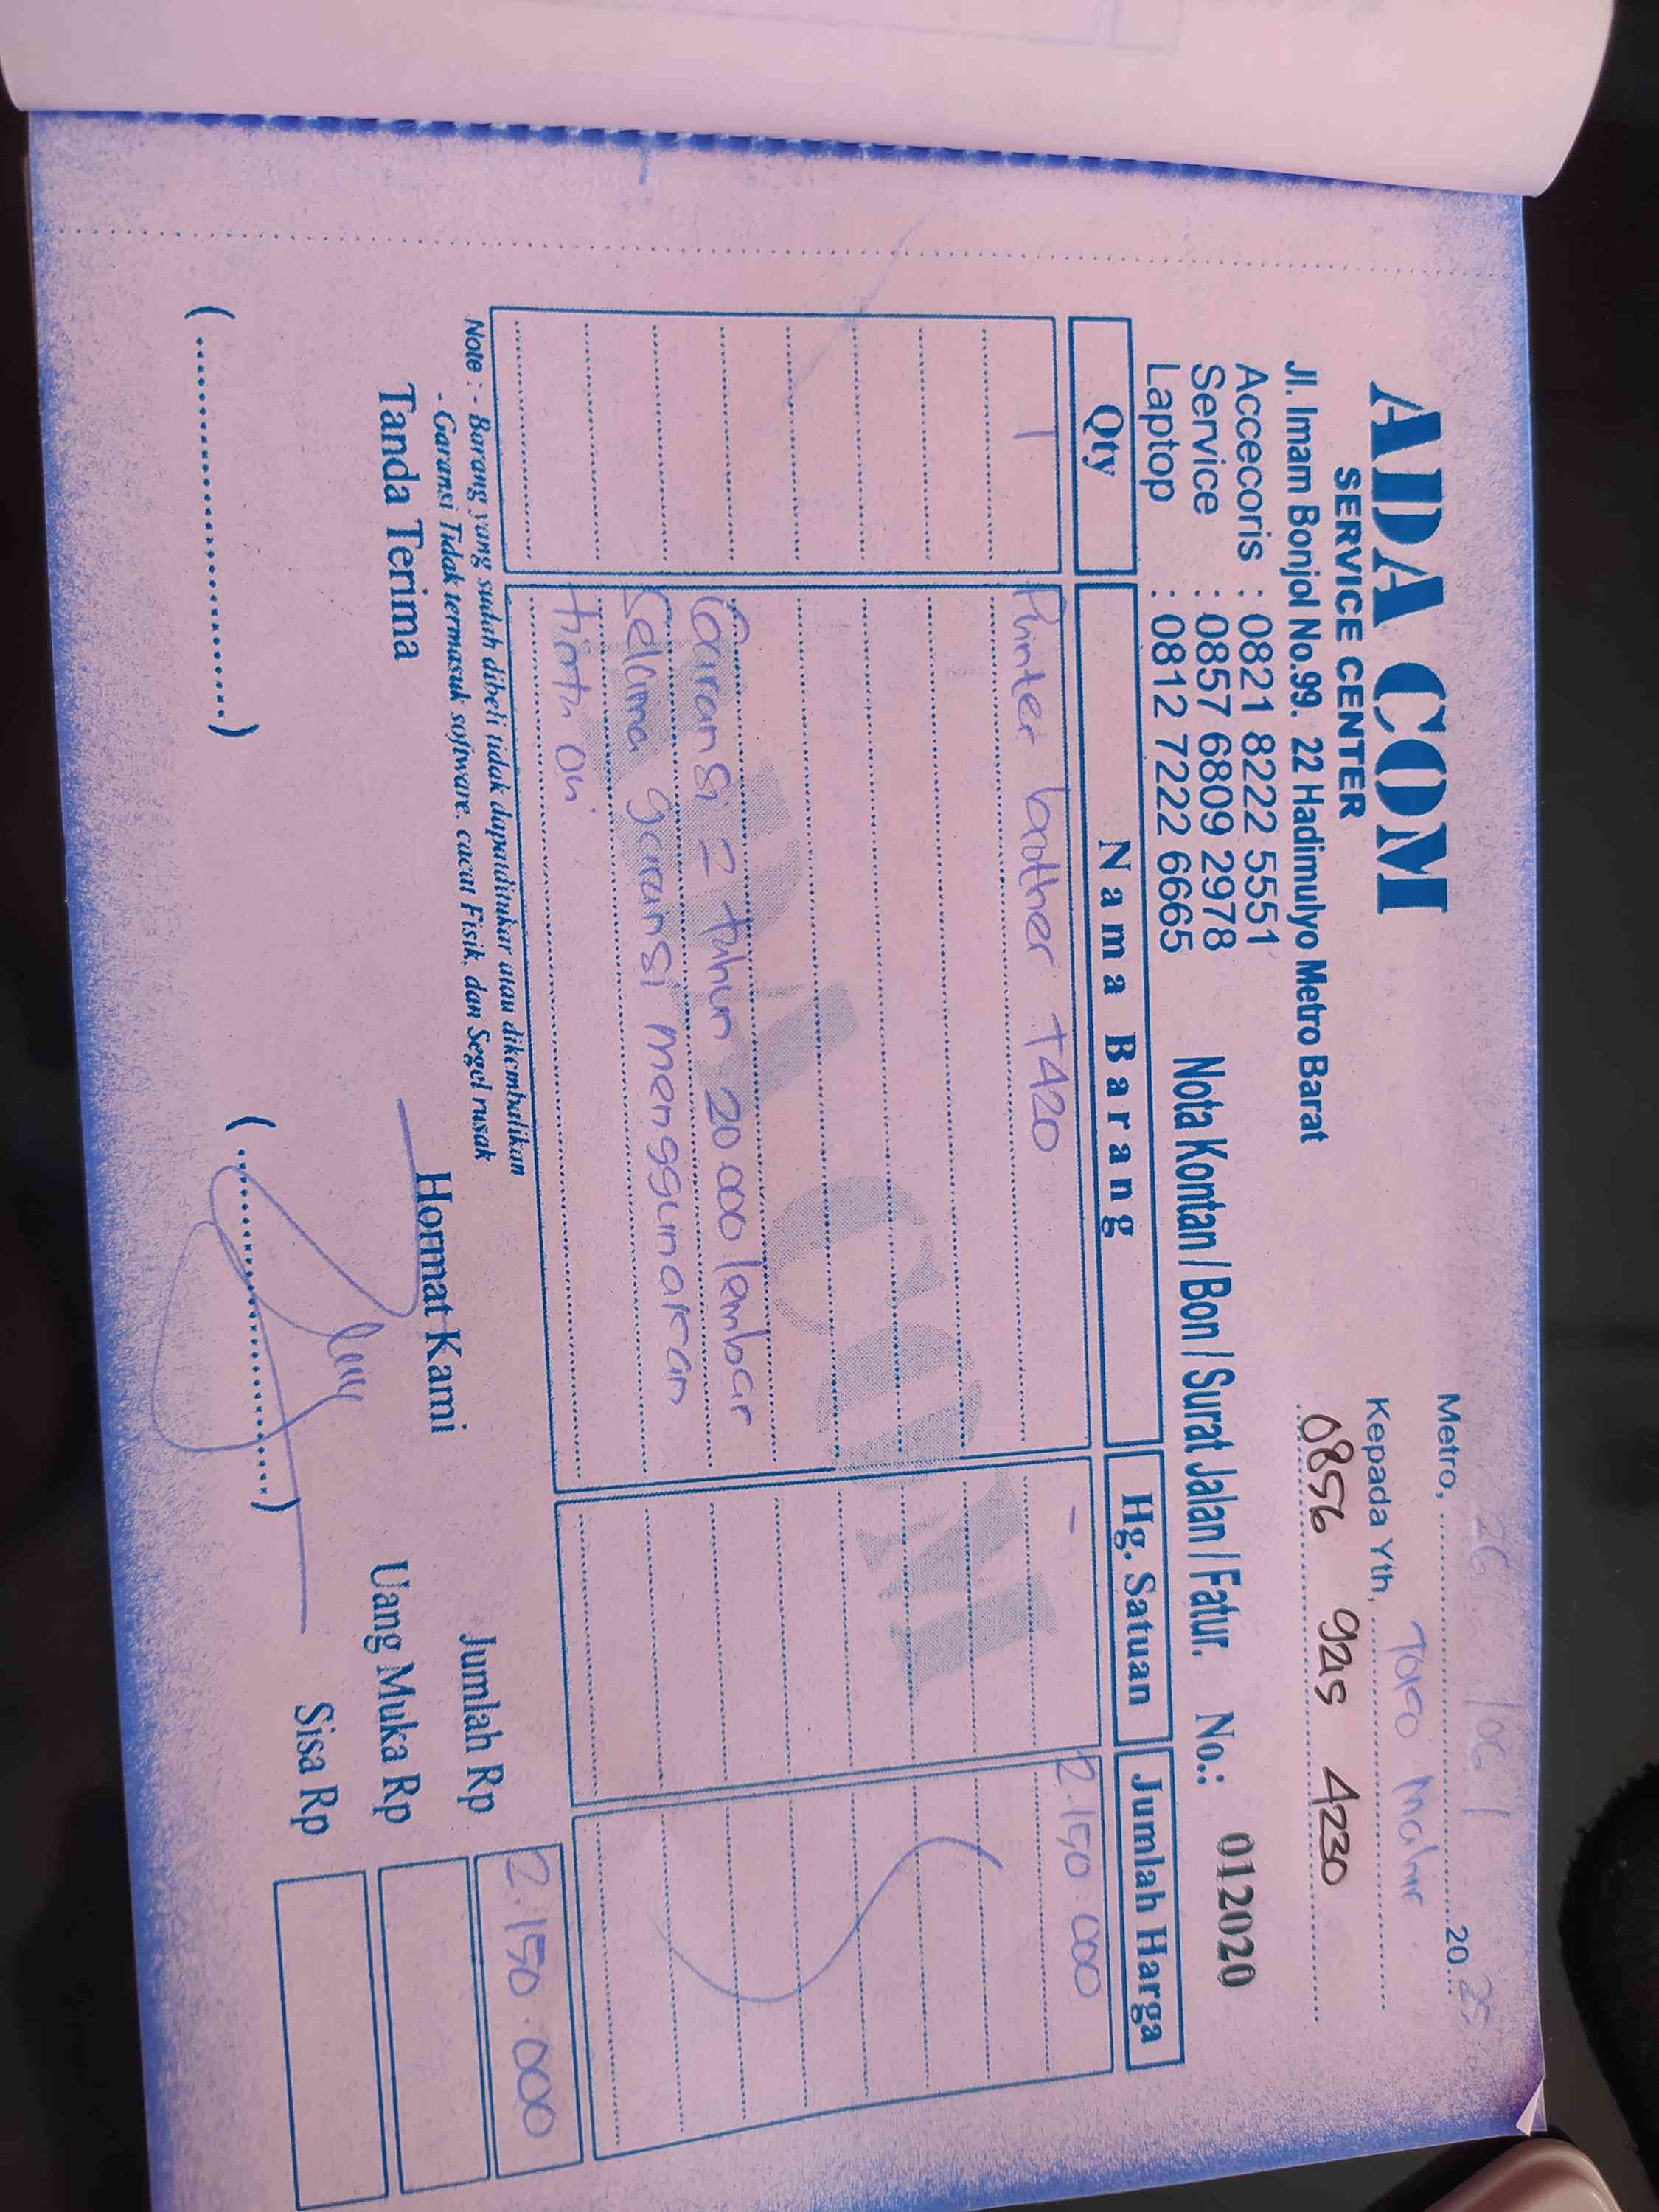 ADA COM
SERVICE CENTER
Jl. Imam Bonjol No.99. 22 Hadimulyo Metro Barat
Accecoris : 0821 8222 5551
Service : 0857 6809 2978
Laptop : 0812 7222 6665
Metro, 26 / 06 / 20 25
Kepada Yth, Toko
0856 9215 4230
Nota Kontan / Bon / Surat Jalan / Fatur. No.: 012020
Qty Nama Barang Hg. Satuan Jumlah Harga
1 Printer brother T420 - 2.150.000
Garansi 2 tahun 20.000 lembar
Selama garansi menggunakan
tinta ori
ADA COM
Note : - Barang yang sudah dibeli tidak dapat ditukar atau dikembalikan
- Garansi Tidak termasuk software, cacat Fisik, dan Segel rusak
Tanda Terima Hormat Kami
Jumlah Rp 2.150.000
Uang Muka Rp
Sisa Rp
(....................) (....................)